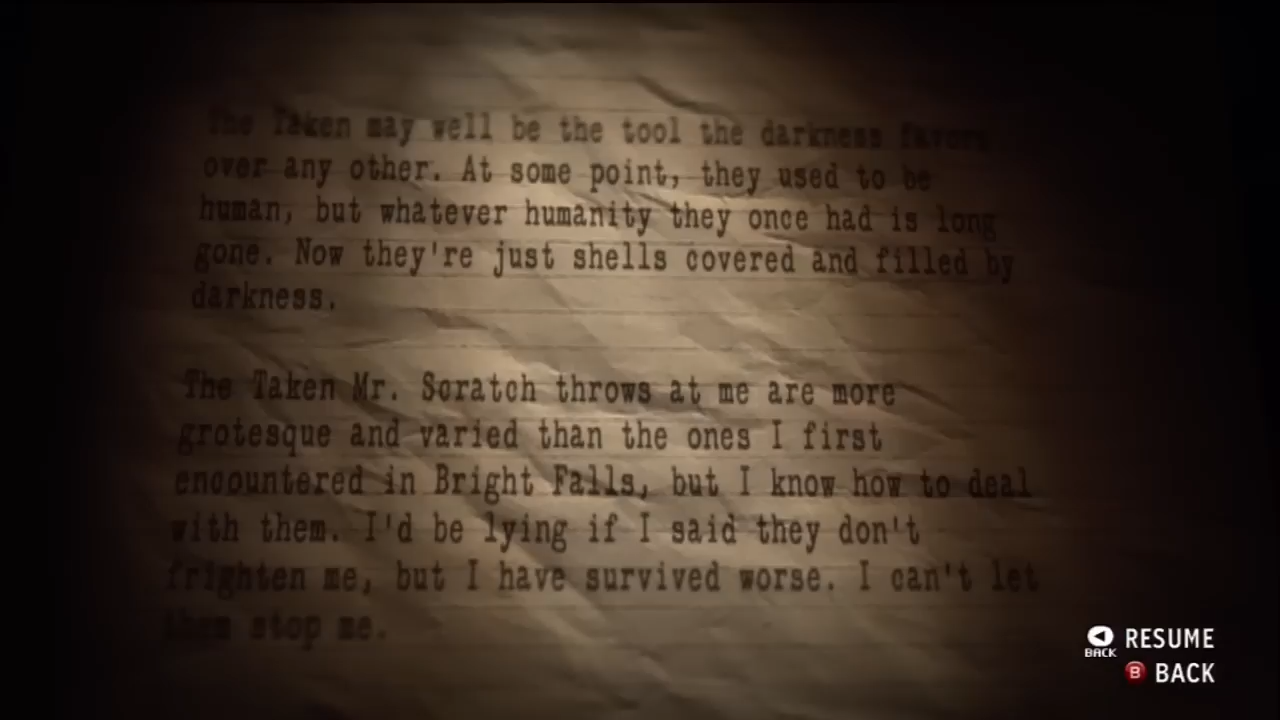 The Taken may well be the tool the darkness favors
over any other. At some point, they used to be
human, but whatever humanity they once had is long
gone. Now they're just shells covered and filled by
darkness.
The Taken Mr. Scratch throws at me are more
grotesque and varied than the ones I first
encountered in Bright Falls, but I know how to deal
with them. I'd be lying if I said they don't
frighten me, but I have survived worse. I can't let
them stop me.
BACK RESUME
B BACK